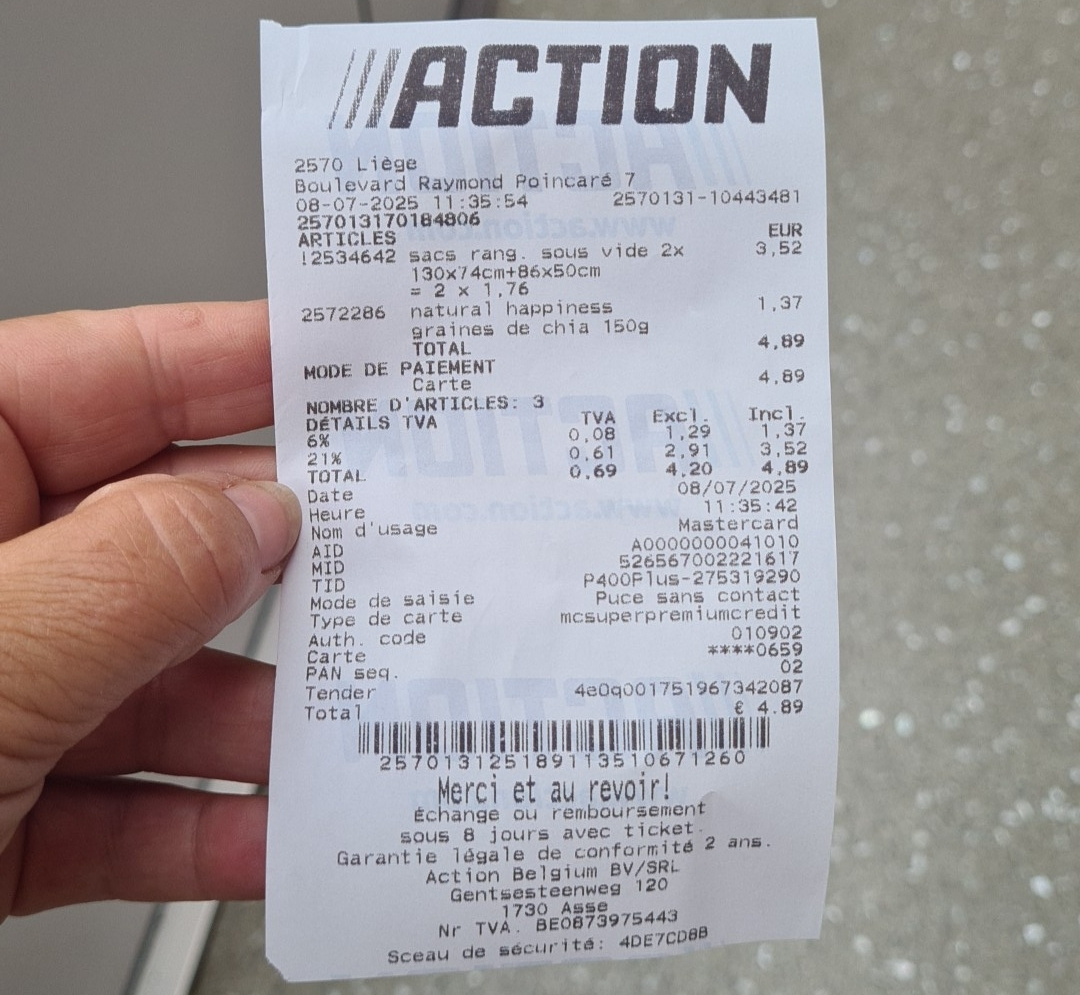 ///ACTION
2570 Liège
Boulevard Raymond Poincaré 7
08-07-2025 11:35:54 2570131-10443481
257013170184806
ARTICLES EUR
!2534642 sacs rang. sous vide 2x 3,52
130x74cm+86x50cm
= 2 x 1,76
2572286 natural happiness 1,37
graines de chia 150g
TOTAL 4,89
MODE DE PAIEMENT
Carte 4,89
NOMBRE D'ARTICLES: 3
DÉTAILS TVA TVA Excl. Incl.
6% 0,08 1,29 1,37
21% 0,61 2,91 3,52
TOTAL 0,69 4,20 4,89
Date 08/07/2025
Heure 11:35:42
Nom d'usage Mastercard
AID A0000000041010
MID 526567002221617
TID P400Plus-275319290
Mode de saisie Puce sans contact
Type de carte mcsuperpremiumcredit
Auth. code 010902
Carte ****0659
PAN seq. 02
Tender 4e0q001751967342087
Total € 4.89
257013125189113510671260
Merci et au revoir!
Échange ou remboursement
sous 8 jours avec ticket.
Garantie légale de conformité 2 ans.
Action Belgium BV/SRL
Gentsesteenweg 120
1730 Asse
Nr TVA. BE0873975443
Sceau de sécurité: 4DE7CD8B